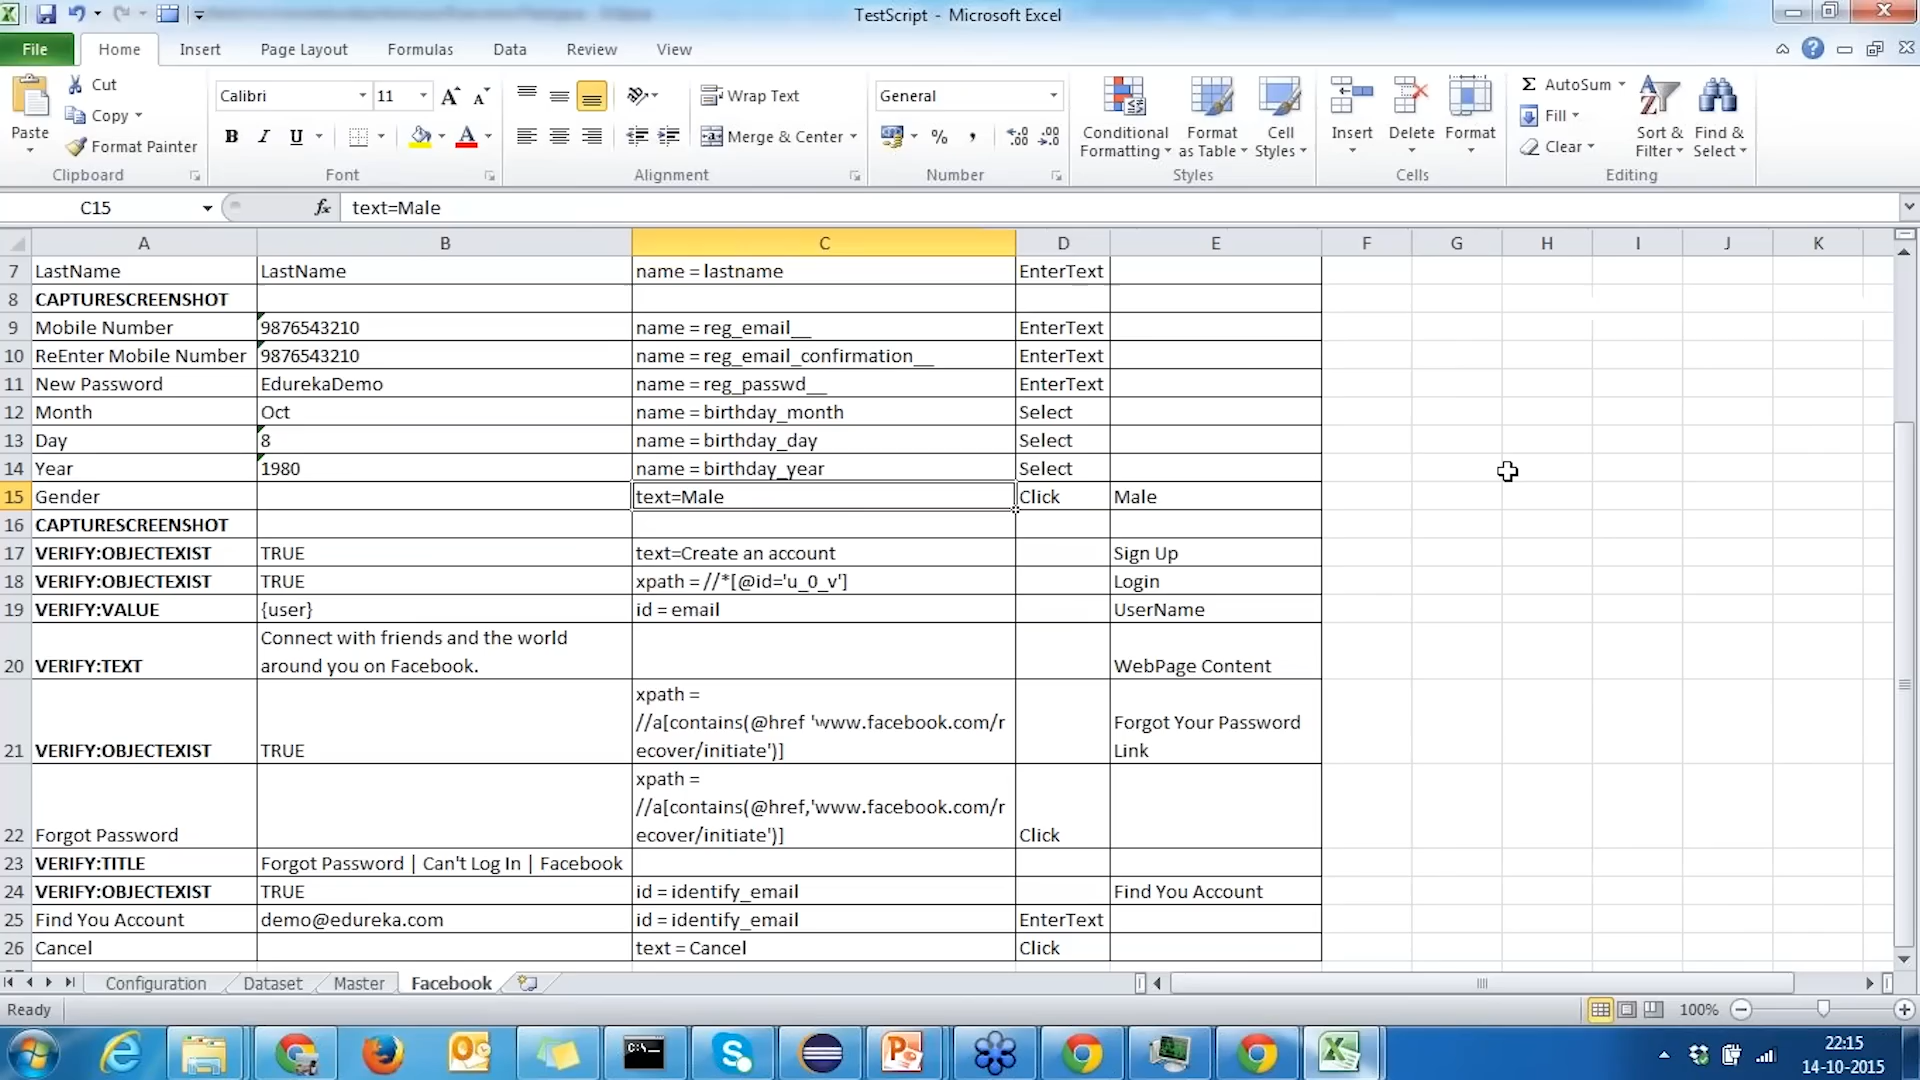 TestScript - Microsoft Excel
File Home Insert Page Layout Formulas Data Review View
Paste
Cut
Copy
Format Painter
Calibri 11
B I U A
Wrap Text
Merge & Center
General
%
Conditional Formatting
Format as Table
Cell Styles
Insert
Delete
Format
AutoSum
Fill
Clear
Sort & Filter
Find & Select
Clipboard Font Alignment Number Styles Cells Editing
C15 fx text=Male
A B C D E F G H I J K
7 LastName LastName name = lastname EnterText
8 CAPTURESCREENSHOT
9 Mobile Number 9876543210 name = reg_email__ EnterText
10 ReEnter Mobile Number 9876543210 name = reg_email_confirmation__ EnterText
11 New Password EdurekaDemo name = reg_passwd__ EnterText
12 Month Oct name = birthday_month Select
13 Day 8 name = birthday_day Select
14 Year 1980 name = birthday_year Select
15 Gender text=Male Click Male
16 CAPTURESCREENSHOT
17 VERIFY:OBJECTEXIST TRUE text=Create an account Sign Up
18 VERIFY:OBJECTEXIST TRUE xpath = //*[@id='u_0_v'] Login
19 VERIFY:VALUE {user} id = email UserName
Connect with friends and the world
20 VERIFY:TEXT around you on Facebook. WebPage Content
xpath =
//a[contains(@href 'www.facebook.com/r Forgot Your Password
21 VERIFY:OBJECTEXIST TRUE ecover/initiate')] Link
xpath =
//a[contains(@href,'www.facebook.com/r
22 Forgot Password ecover/initiate')] Click
23 VERIFY:TITLE Forgot Password | Can't Log In | Facebook
24 VERIFY:OBJECTEXIST TRUE id = identify_email Find You Account
25 Find You Account demo@edureka.com id = identify_email EnterText
26 Cancel text = Cancel Click
Configuration Dataset Master Facebook
Ready 100%
22:15
14-10-2015